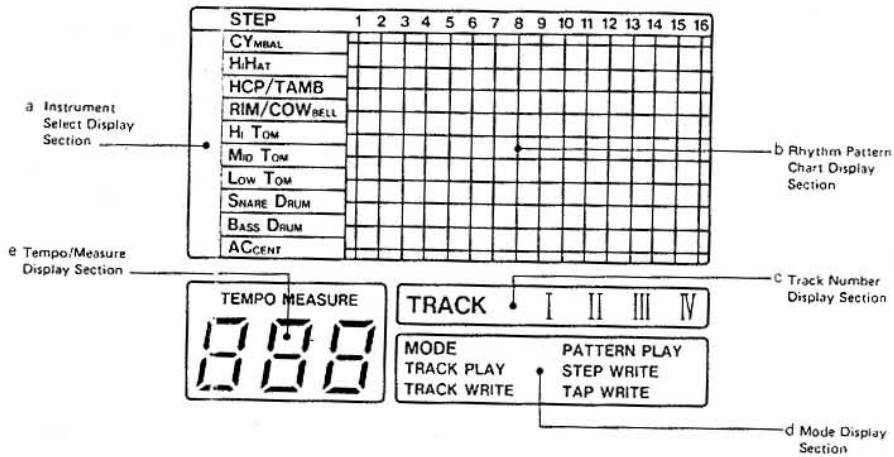 STEP 1 2 3 4 5 6 7 8 9 10 11 12 13 14 15 16
CYMBAL
HIHAT
HCP/TAMB
RIM/COWBELL
HI TOM
MID TOM
LOW TOM
SNARE DRUM
BASS DRUM
ACCENT
a Instrument
Select Display
Section
b Rhythm Pattern
Chart Display
Section
e Tempo/Measure
Display Section
c Track Number
Display Section
TEMPO MEASURE
888
TRACK I II III IV
MODE PATTERN PLAY
TRACK PLAY STEP WRITE
TRACK WRITE TAP WRITE
d Mode Display
Section